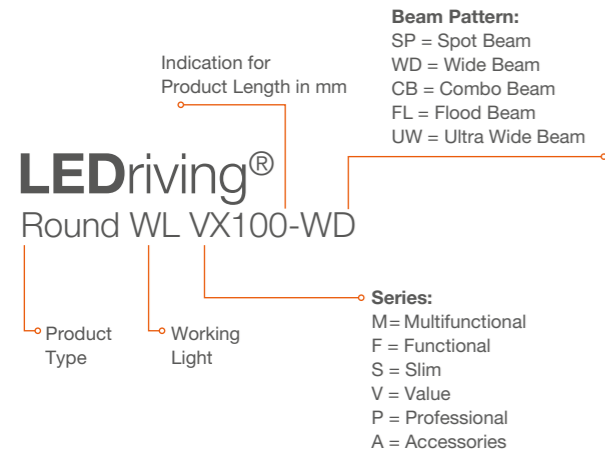 Beam Pattern:
SP = Spot Beam
WD = Wide Beam
CB = Combo Beam
FL = Flood Beam
UW = Ultra Wide Beam
Indication for
Product Length in mm
LEDriving®
Round WL VX100-WD
Product
Type
Working
Light
Series:
M= Multifunctional
F = Functional
S = Slim
V = Value
P = Professional
A = Accessories